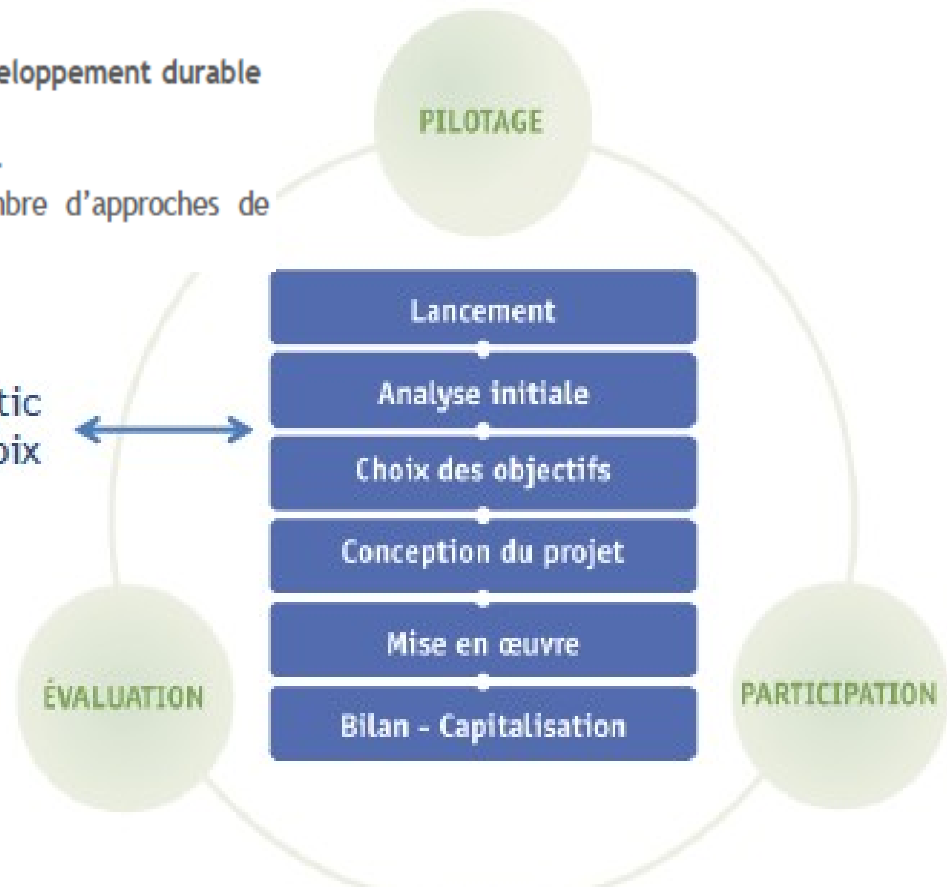 eloppement durable
PILOTAGE
mbre d'approches de
Lancement
Analyse initiale
tic
oix
Choix des objectifs
Conception du projet
Mise en œuvre
ÉVALUATION
PARTICIPATION
Bilan - Capitalisation